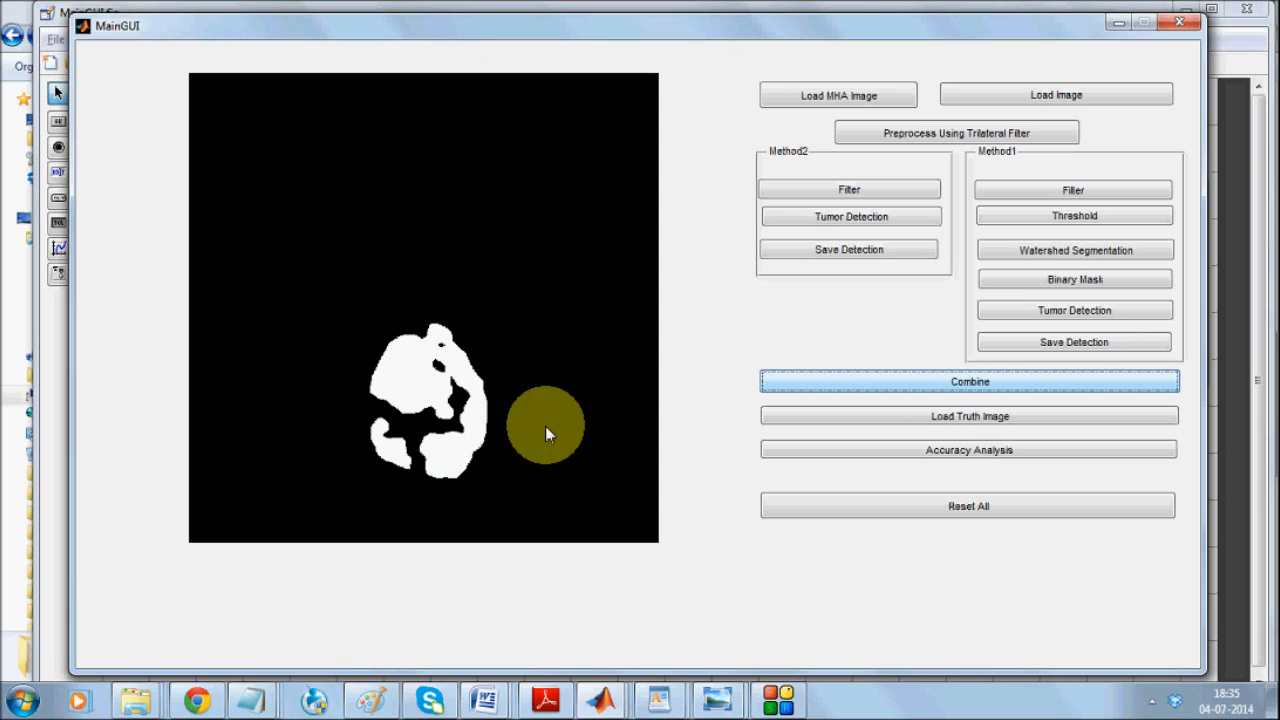 MainGUI
File
Org
Load MHA Image
Load Image
Preprocess Using Trilateral Filter
Method2
Method1
Filter
Filter
Tumor Detection
Threshold
Save Detection
Watershed Segmentation
Binary Mask
Tumor Detection
Save Detection
Combine
Load Truth Image
Accuracy Analysis
Reset All
18:35
04-07-2014